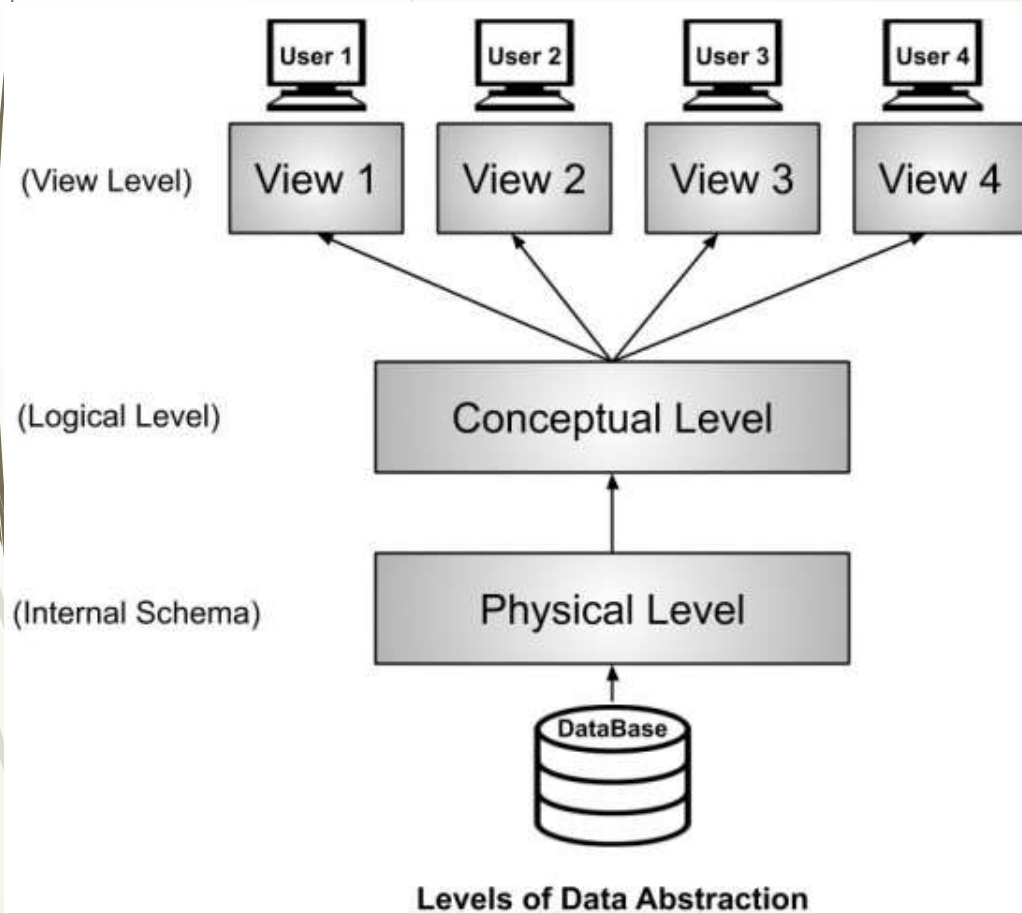 User 1
User 2
User 3
User 4
(View Level)
View 1
View 2
View 3
View 4
(Logical Level)
Conceptual Level
(Internal Schema)
Physical Level
DataBase
Levels of Data Abstraction